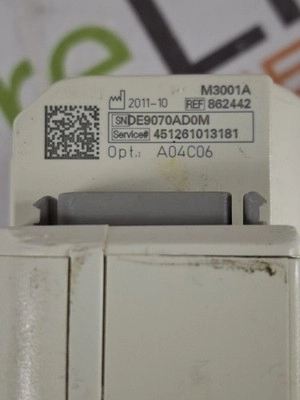 M3001A
2011-10 REF 862442
SN DE9070AD0M
Service# 451261013181
Opt.: A04C06